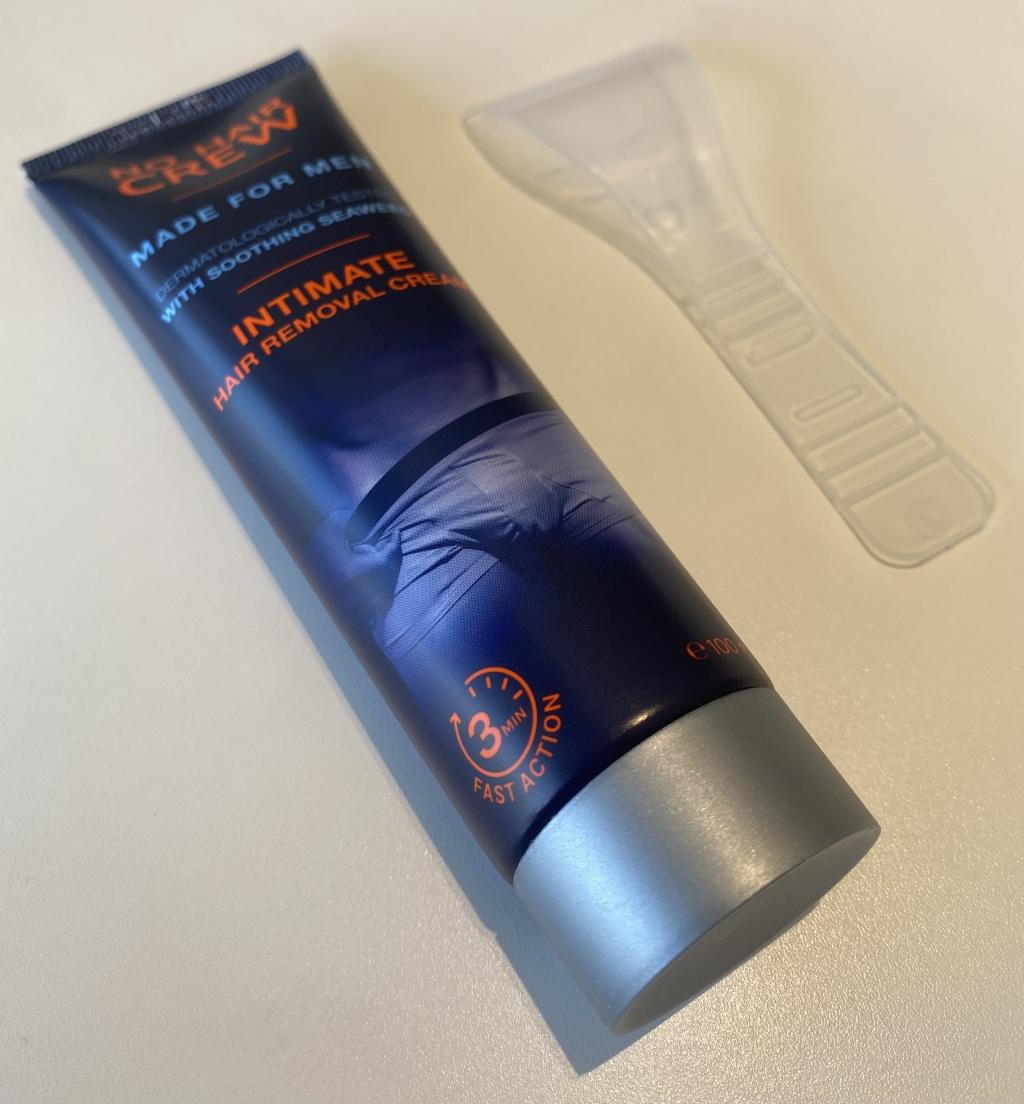 NO HAIR
CREW
MADE FOR MEN
DERMATOLOGICALLY TESTED
WITH SOOTHING SEAWEED
INTIMATE
HAIR REMOVAL CREAM
3 MIN
FAST ACTION
℮ 100